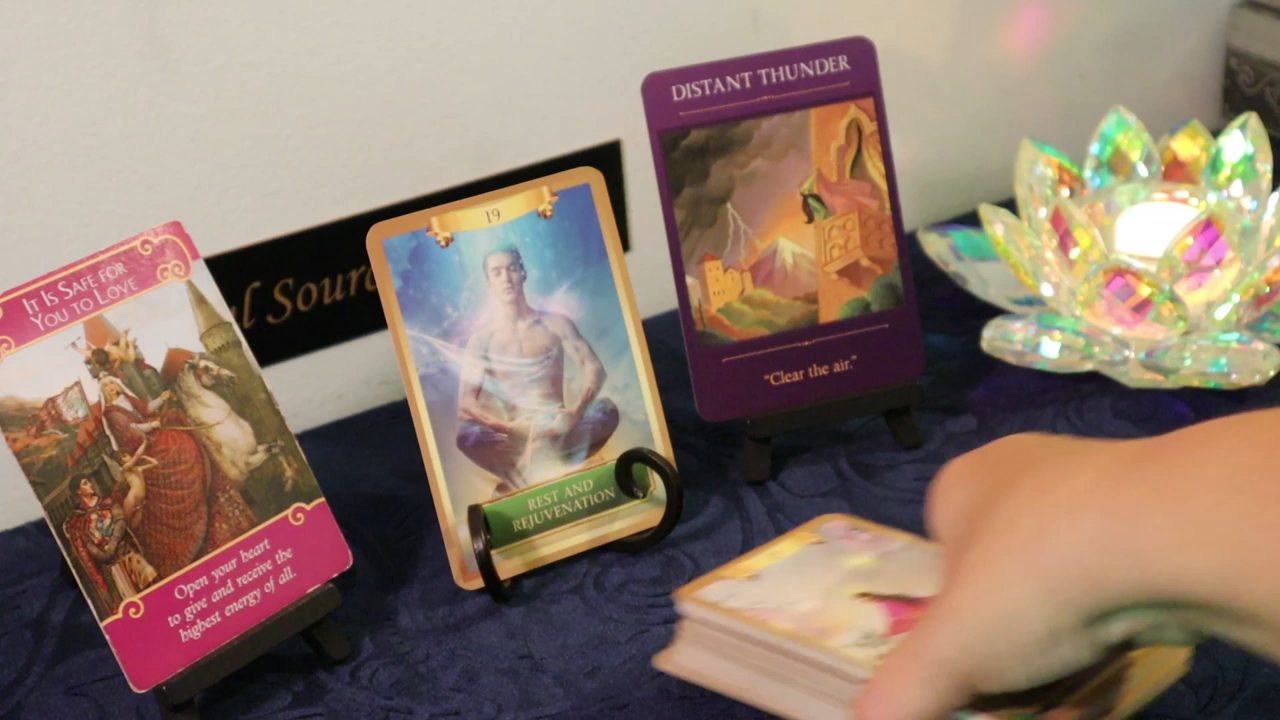 It Is Safe for
You to Love
Open your heart
to give and receive the
highest energy of all.
19
REST AND
REJUVENATION
DISTANT THUNDER
"Clear the air."